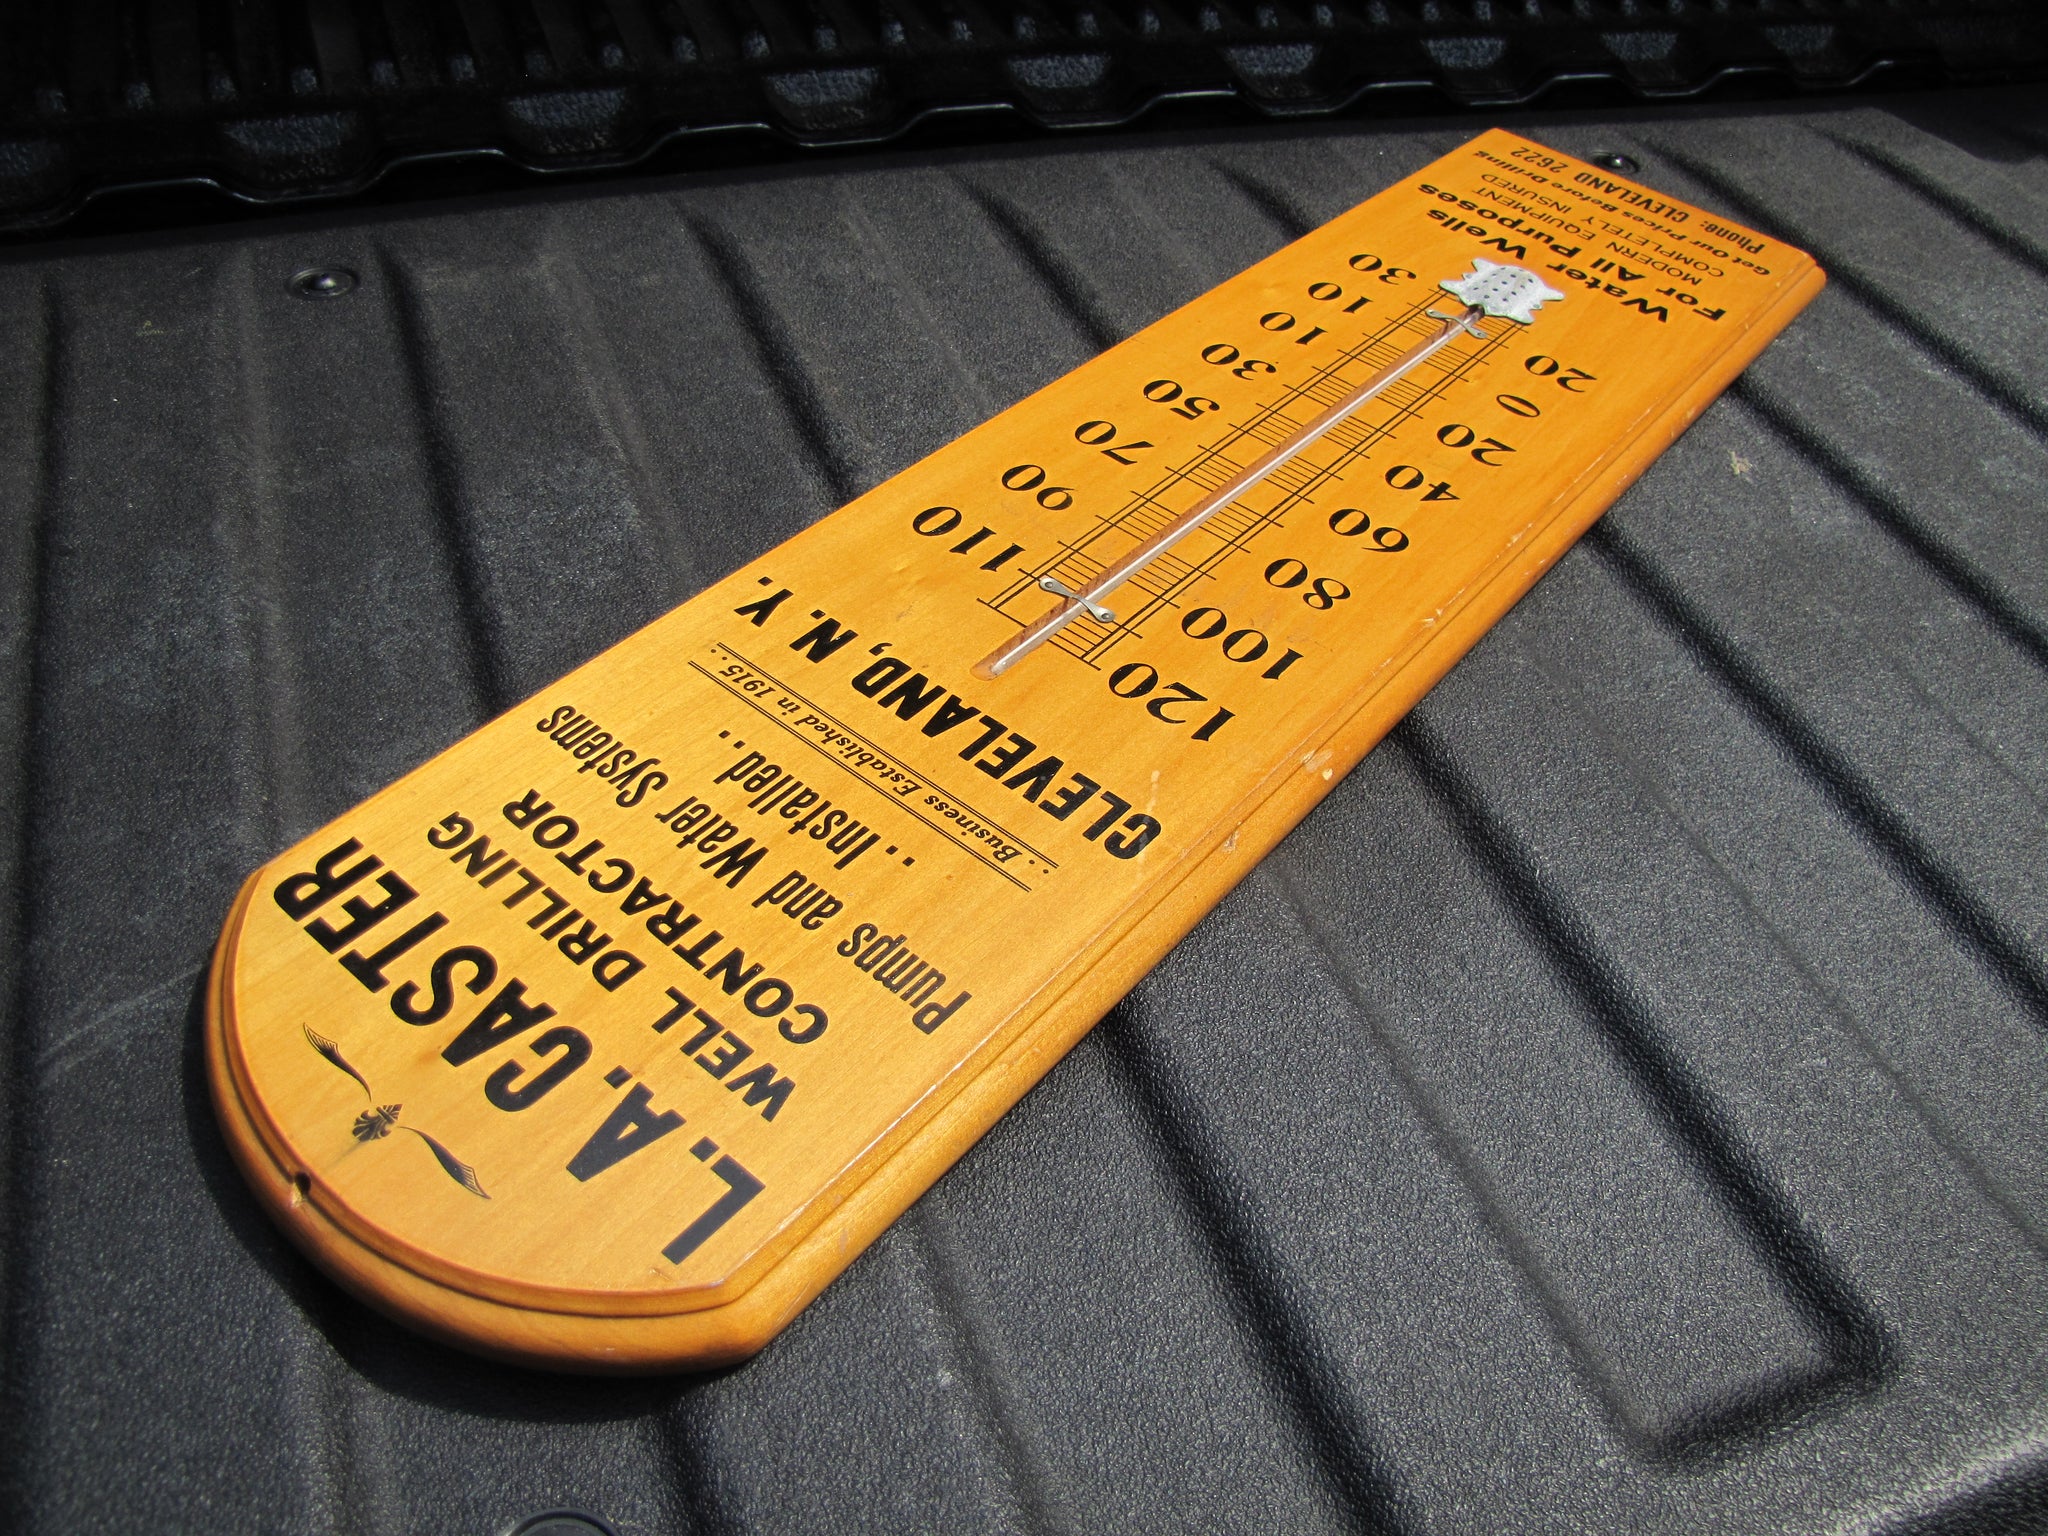 L. A. CASTER
WELL DRILLING
CONTRACTOR
Pumps and Water Systems
. . Installed . .
. . Business Established in 1915 . .
CLEVELAND, N. Y.
120
110
100
90
80
70
60
50
40
30
20
10
0
10
20
30
Water Wells
For All Purposes
MODERN EQUIPMENT
COMPLETELY INSURED
Get Our Prices Before Drilling
Phone: CLEVELAND 2622